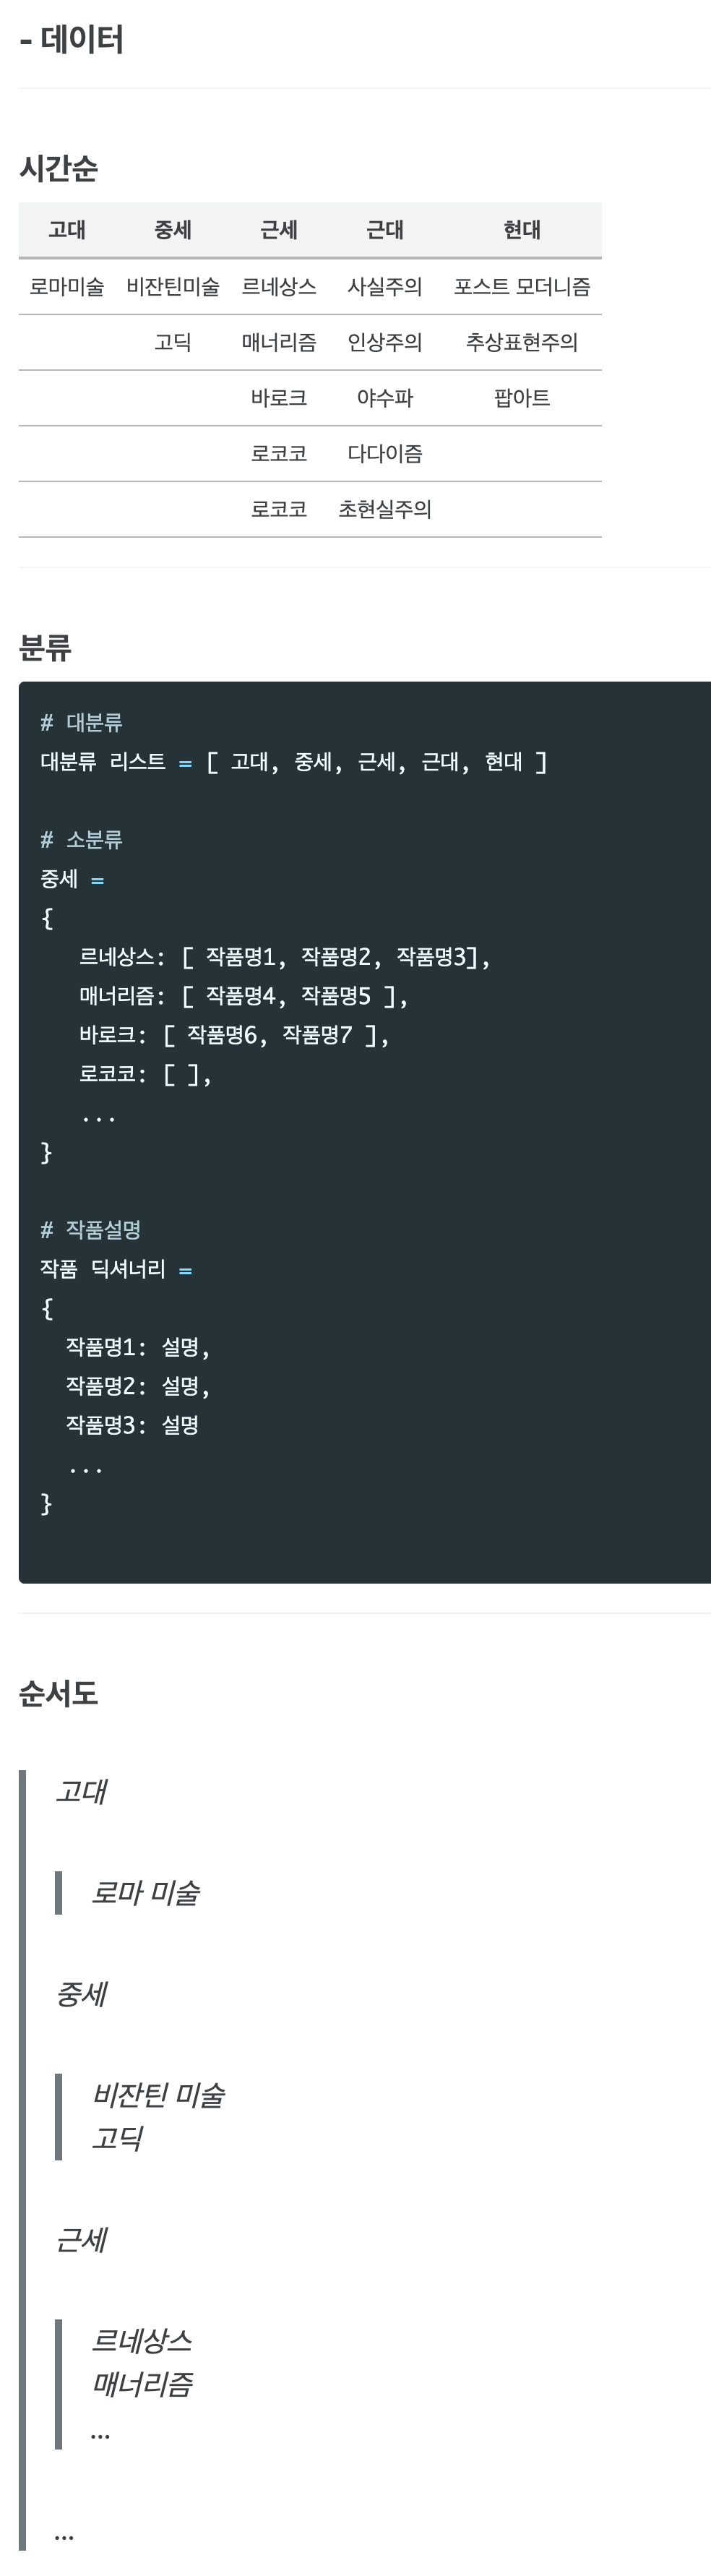 - 데이터
시간순
고대 중세 근세 근대 현대
로마미술 비잔틴미술 르네상스 사실주의 포스트 모더니즘
고딕 매너리즘 인상주의 추상표현주의
바로크 야수파 팝아트
로코코 다다이즘
로코코 초현실주의
분류
# 대분류
대분류 리스트 = [ 고대, 중세, 근세, 근대, 현대 ]
# 소분류
중세 =
{
르네상스: [ 작품명1, 작품명2, 작품명3],
매너리즘: [ 작품명4, 작품명5 ],
바로크: [ 작품명6, 작품명7 ],
로코코: [ ],
...
}
# 작품설명
작품 딕셔너리 =
{
작품명1: 설명,
작품명2: 설명,
작품명3: 설명
...
}
순서도
고대
로마 미술
중세
비잔틴 미술
고딕
근세
르네상스
매너리즘
...
...